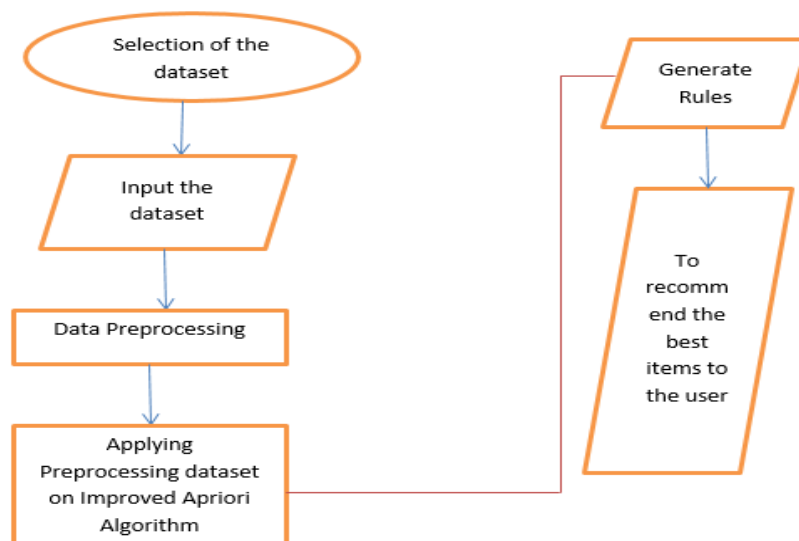 Selection of the
dataset
Input the
dataset
Data Preprocessing
Applying
Preprocessing dataset
on Improved Apriori
Algorithm
Generate
Rules
To
recomm
end the
best
items to
the user